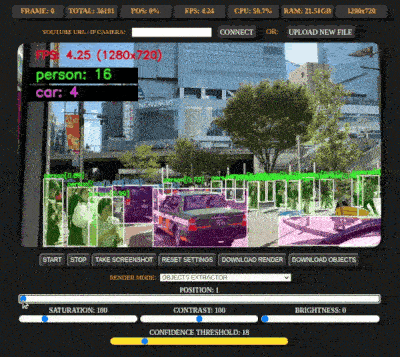 FRAME: 0 TOTAL: 36191 POS: 0% FPS: 4.24 CPU: 50.7% RAM: 21.51GB 1280x720
YOUTUBE URL / IP CAMERA: CONNECT OR: UPLOAD NEW FILE
FPS: 4.25 (1280x720)
person: 16
car: 4
START STOP TAKE SCREENSHOT RESET SETTINGS DOWNLOAD RENDER DOWNLOAD OBJECTS
RENDER MODE: OBJECTS EXTRACTOR
POSITION: 1
SATURATION: 100 CONTRAST: 100 BRIGHTNESS: 0
CONFIDENCE THRESHOLD: 18